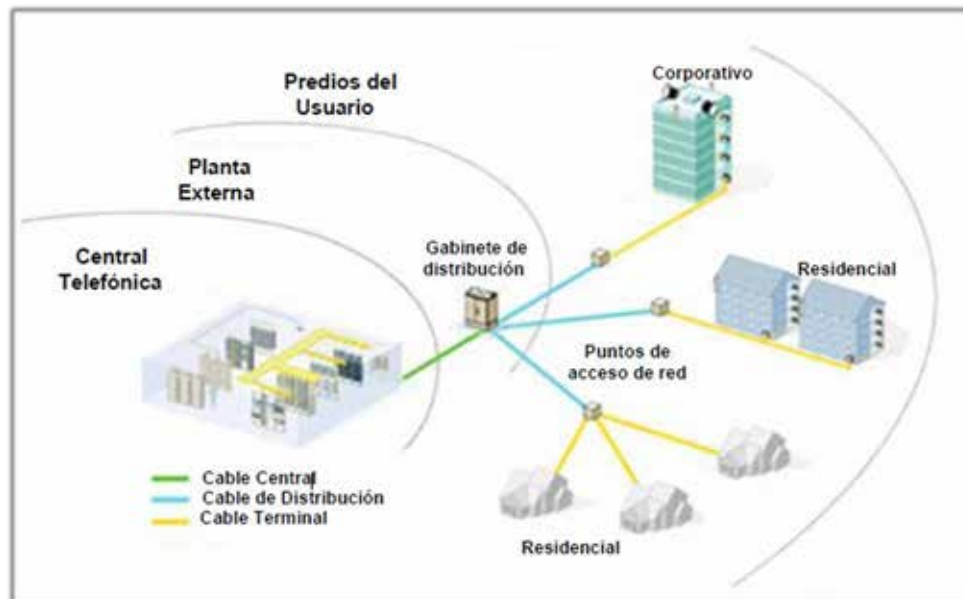 Predios del
Usuario
Corporativo
Planta
Externa
Gabinete de
distribución
Central
Telefónica
Residencial
Puntos de
acceso de red
Cable Central
Cable de Distribución
Cable Terminal
Residencial